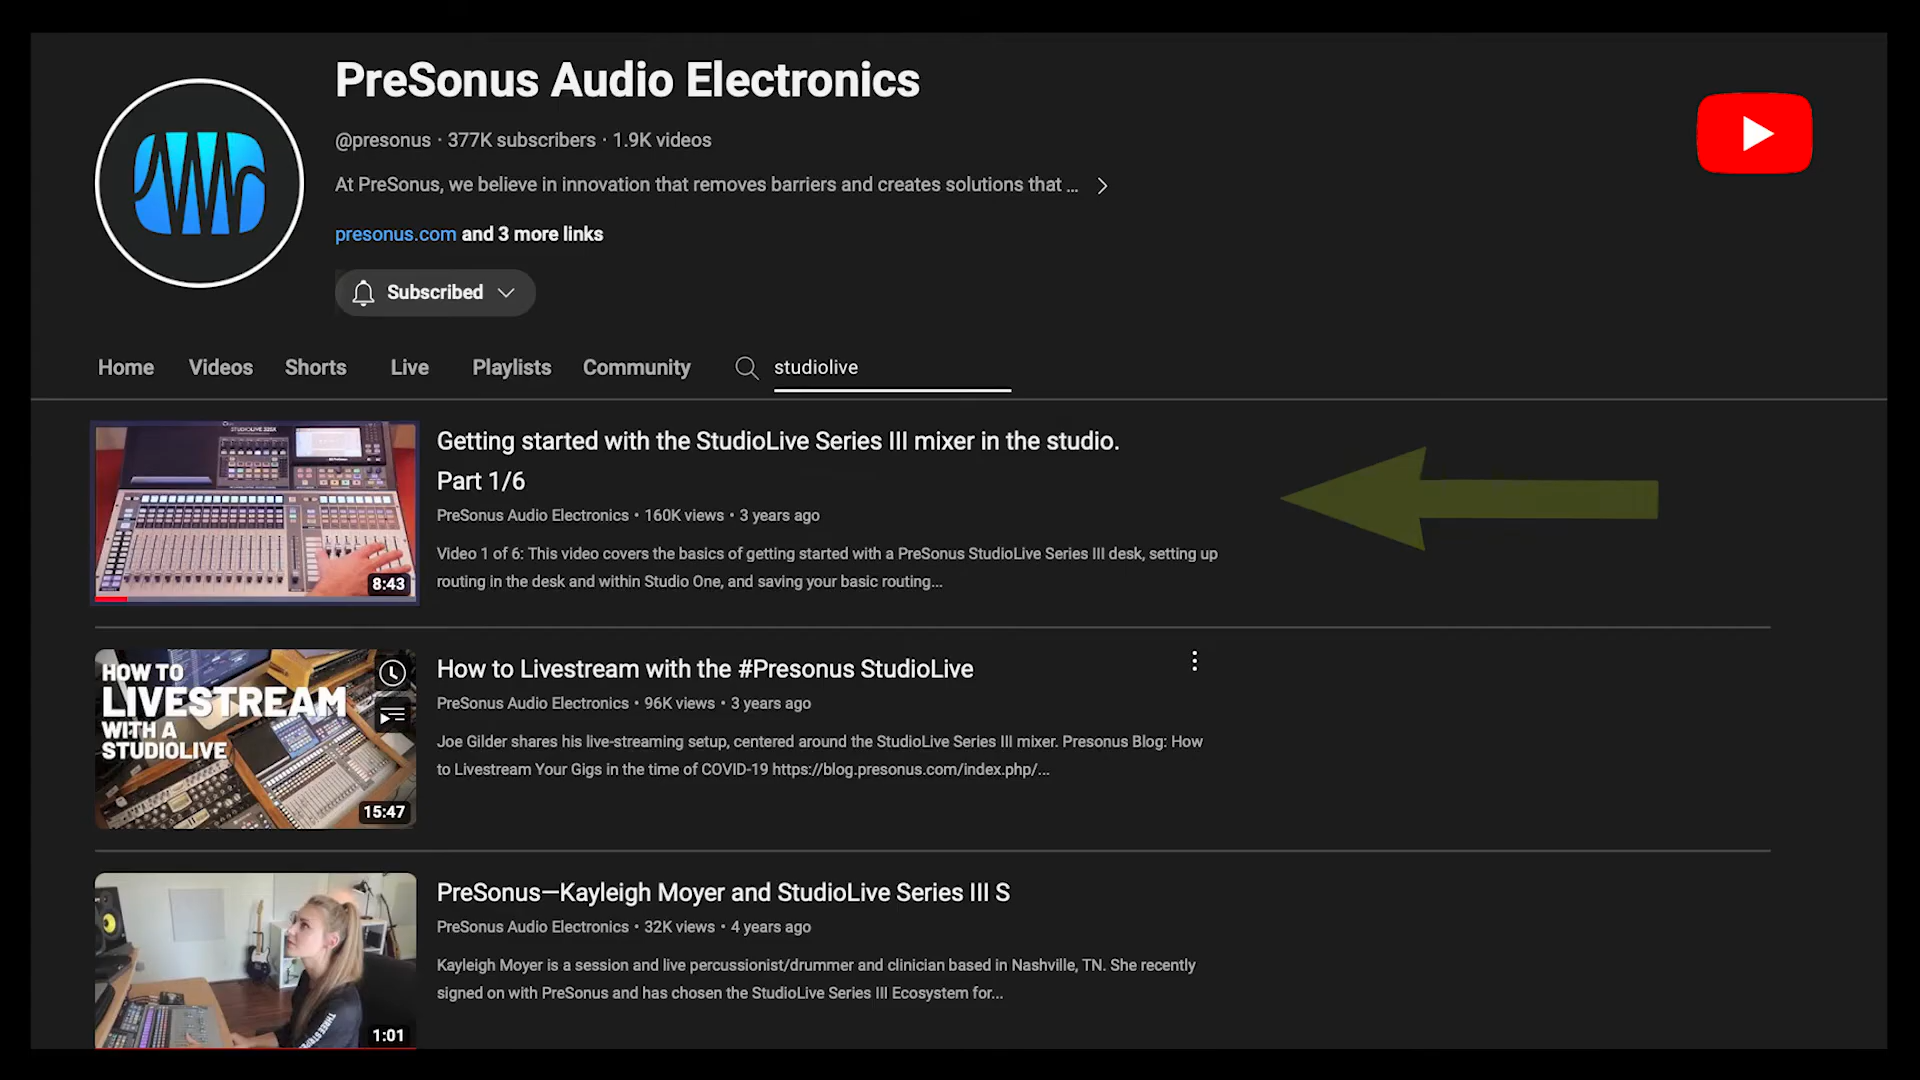 PreSonus Audio Electronics
@presonus · 377K subscribers · 1.9K videos
At PreSonus, we believe in innovation that removes barriers and creates solutions that ...
presonus.com and 3 more links
Subscribed
Home Videos Shorts Live Playlists Community studiolive
STUDIOLIVE 32SX
8:43
Getting started with the StudioLive Series III mixer in the studio.
Part 1/6
PreSonus Audio Electronics • 160K views • 3 years ago
Video 1 of 6: This video covers the basics of getting started with a PreSonus StudioLive Series III desk, setting up
routing in the desk and within Studio One, and saving your basic routing...
HOW TO
LIVESTREAM
WITH A
STUDIOLIVE
15:47
How to Livestream with the #Presonus StudioLive
PreSonus Audio Electronics • 96K views • 3 years ago
Joe Gilder shares his live-streaming setup, centered around the StudioLive Series III mixer. Presonus Blog: How
to Livestream Your Gigs in the time of COVID-19 https://blog.presonus.com/index.php/...
1:01
PreSonus—Kayleigh Moyer and StudioLive Series III S
PreSonus Audio Electronics • 32K views • 4 years ago
Kayleigh Moyer is a session and live percussionist/drummer and clinician based in Nashville, TN. She recently
signed on with PreSonus and has chosen the StudioLive Series III Ecosystem for...